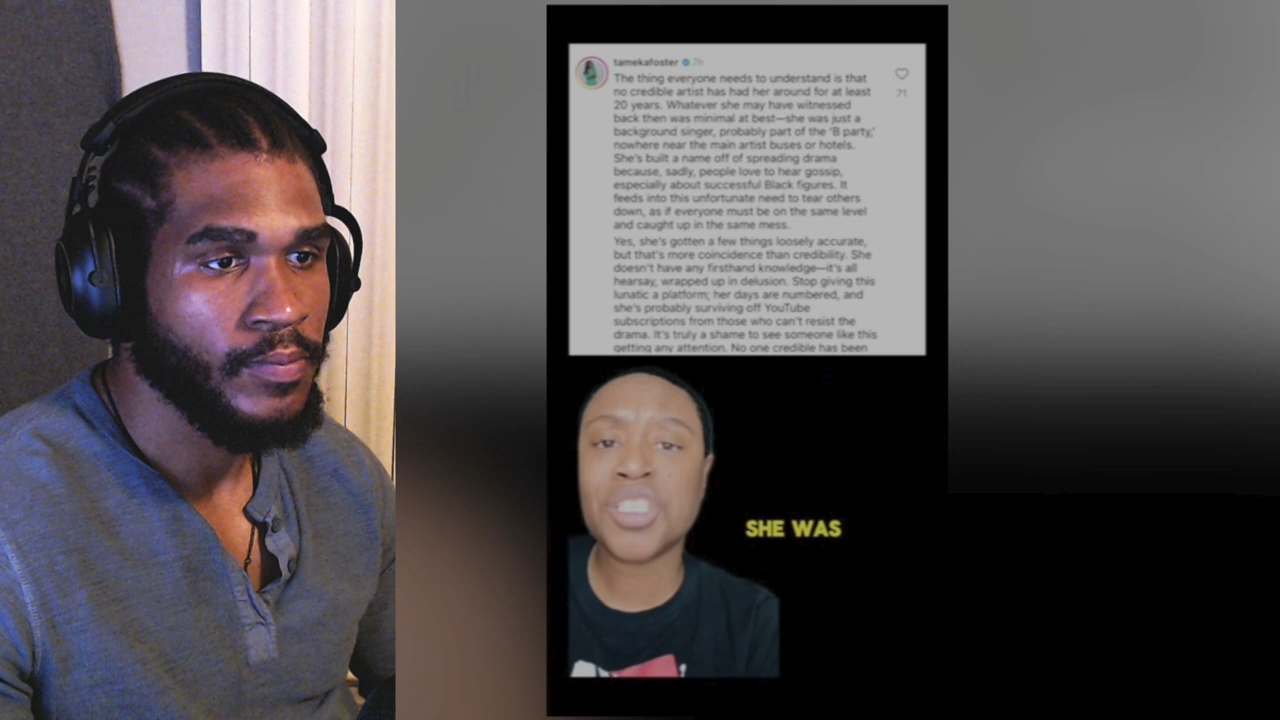 tamekafoster 7h
The thing everyone needs to understand is that
no credible artist has had her around for at least
20 years. Whatever she may have witnessed
back then was minimal at best—she was just a
background singer, probably part of the 'B party,'
nowhere near the main artist buses or hotels.
She's built a name off of spreading drama
because, sadly, people love to hear gossip,
especially about successful Black figures. It
feeds into this unfortunate need to tear others
down, as if everyone must be on the same level
and caught up in the same mess.
Yes, she's gotten a few things loosely accurate,
but that's more coincidence than credibility. She
doesn't have any firsthand knowledge—it's all
hearsay, wrapped up in delusion. Stop giving this
lunatic a platform; her days are numbered, and
she's probably surviving off YouTube
subscriptions from those who can't resist the
drama. It's truly a shame to see someone like this
getting any attention. No one credible has been
71
SHE WAS